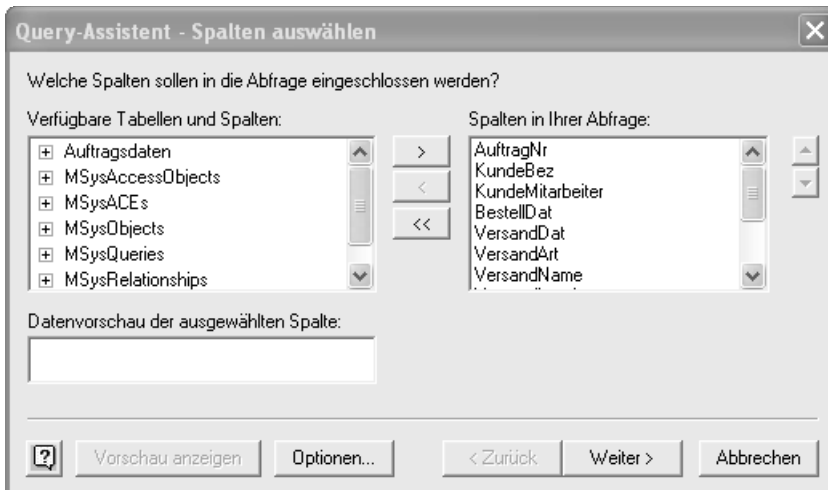 Query-Assistent - Spalten auswählen
Welche Spalten sollen in die Abfrage eingeschlossen werden?
Verfügbare Tabellen und Spalten:
Auftragsdaten
MSysAccessObjects
MSysACEs
MSysObjects
MSysQueries
MSysRelationships
>
<
<<
Spalten in Ihrer Abfrage:
AuftragNr
KundeBez
KundeMitarbeiter
BestellDat
VersandDat
VersandArt
VersandName
Datenvorschau der ausgewählten Spalte:
Vorschau anzeigen Optionen... < Zurück Weiter > Abbrechen